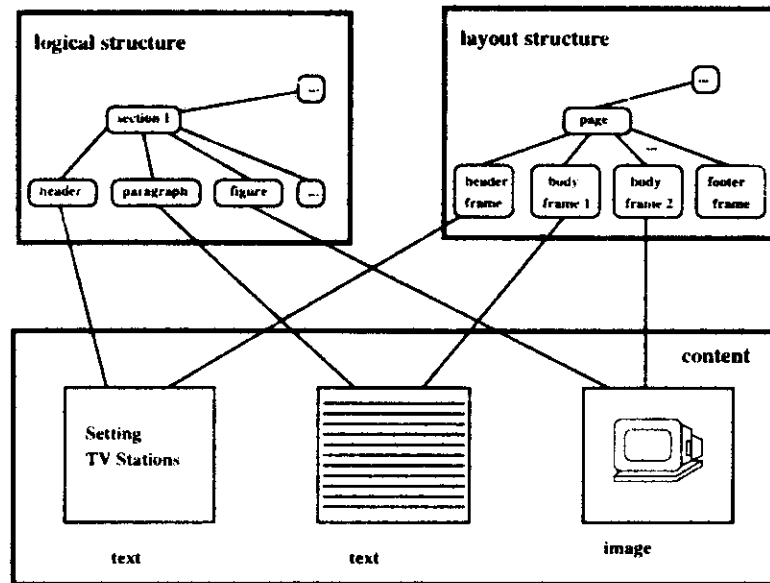 logical structure
...
section 1
header
paragraph
figure
...
layout structure
...
page
...
header
frame
body
frame 1
body
frame 2
footer
frame
content
Setting
TV Stations
text
text
image